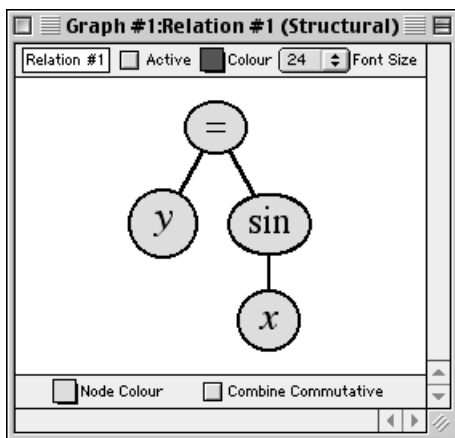 Graph #1:Relation #1 (Structural)
Relation #1 Active Colour 24 Font Size
=
y sin
x
Node Colour Combine Commutative